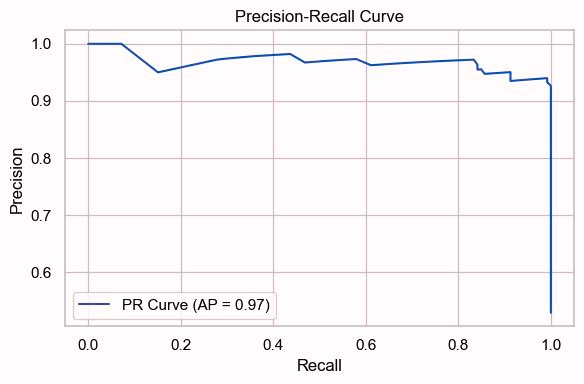 Precision-Recall Curve
1.0
0.9
0.8
0.7
0.6
Precision
PR Curve (AP = 0.97)
0.0 0.2 0.4 0.6 0.8 1.0
Recall